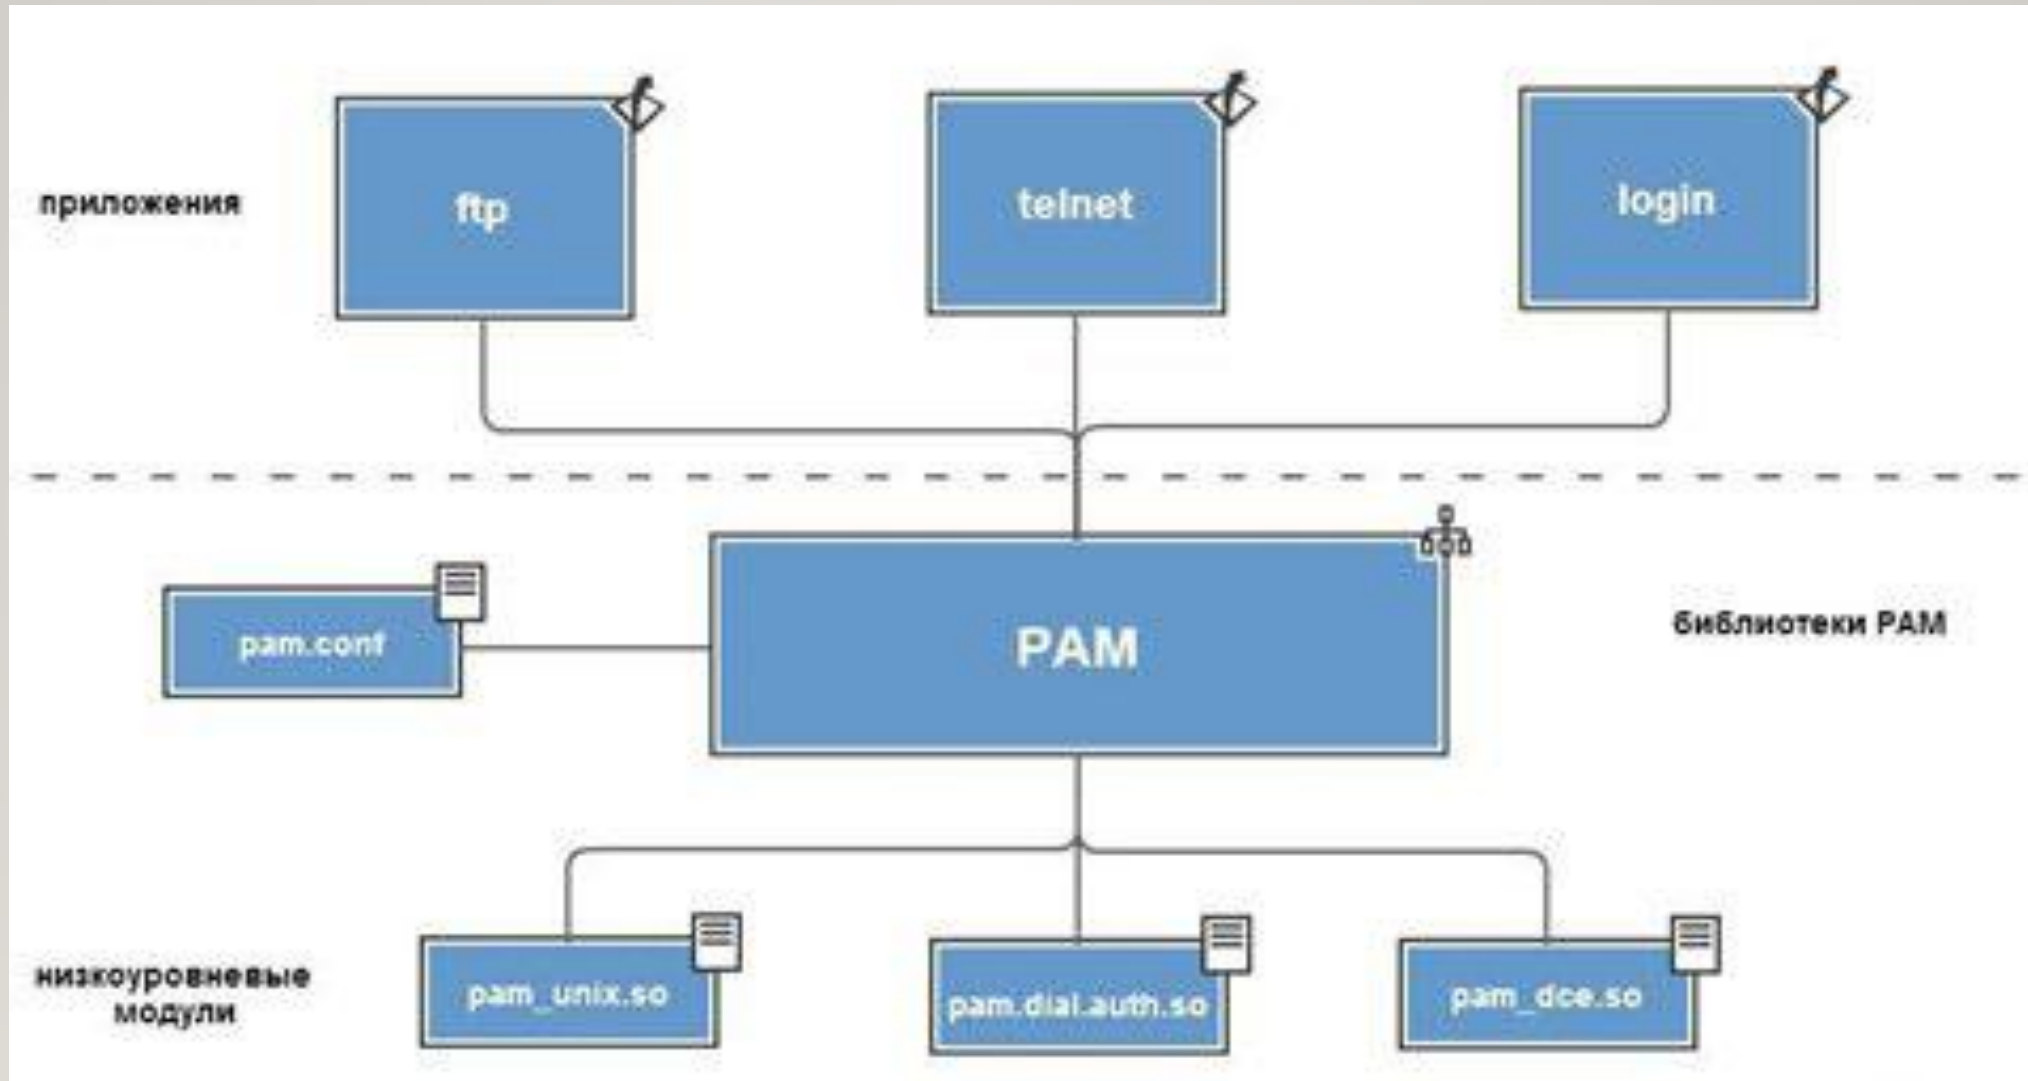 ftp
telnet
login
приложения
PAM
pam.conf
библиотеки PAM
pam_unix.so
pam.dial.auth.so
pam_dce.so
низкоуровневые
модули